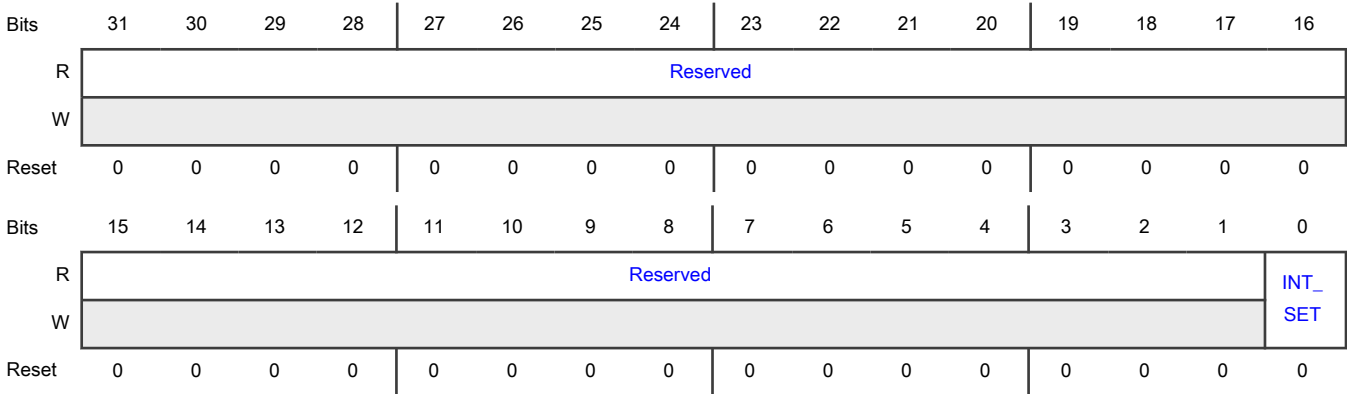 Bits 31 30 29 28 27 26 25 24 23 22 21 20 19 18 17 16
R Reserved
W
Reset 0 0 0 0 0 0 0 0 0 0 0 0 0 0 0 0
Bits 15 14 13 12 11 10 9 8 7 6 5 4 3 2 1 0
R Reserved INT_
W SET
Reset 0 0 0 0 0 0 0 0 0 0 0 0 0 0 0 0